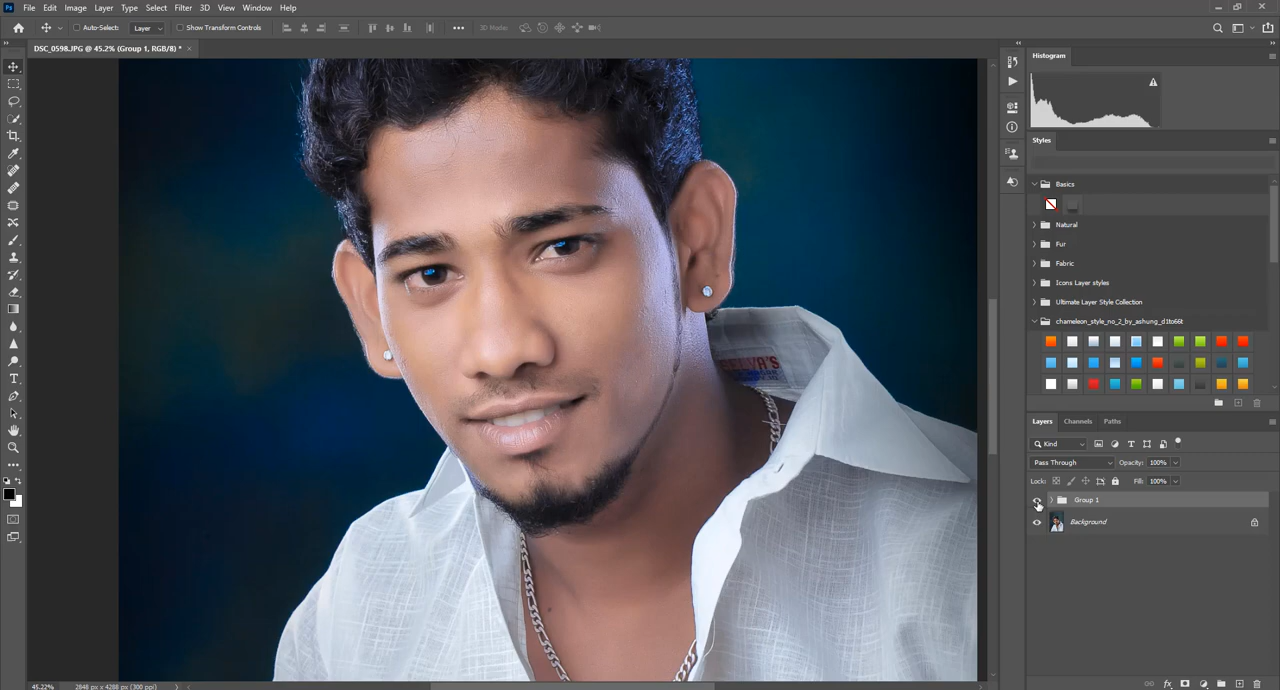 Ps File Edit Image Layer Type Select Filter 3D View Window Help
Auto-Select: Layer Show Transform Controls 3D Mode:
DSC_0598.JPG @ 45.2% (Group 1, RGB/8) *
Histogram
Styles
Basics
Natural
Fur
Fabric
Icons Layer styles
Ultimate Layer Style Collection
chameleon_style_no_2_by_ashung_d1to66t
Layers Channels Paths
Kind
Pass Through Opacity: 100%
Lock: Fill: 100%
Group 1
Background
45.22% 2848 px x 4288 px (300 ppi)